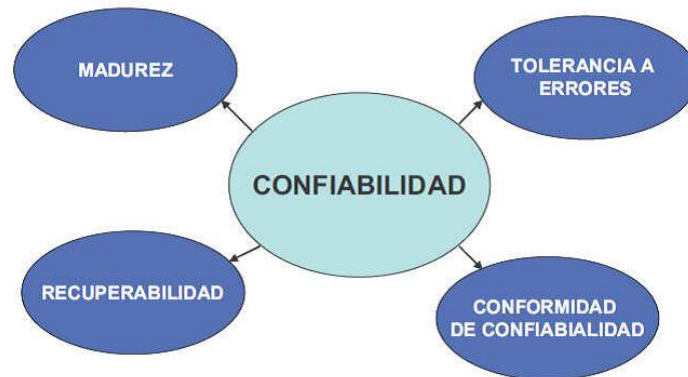 MADUREZ
TOLERANCIA A
ERRORES
CONFIABILIDAD
RECUPERABILIDAD
CONFORMIDAD
DE CONFIABIALIDAD